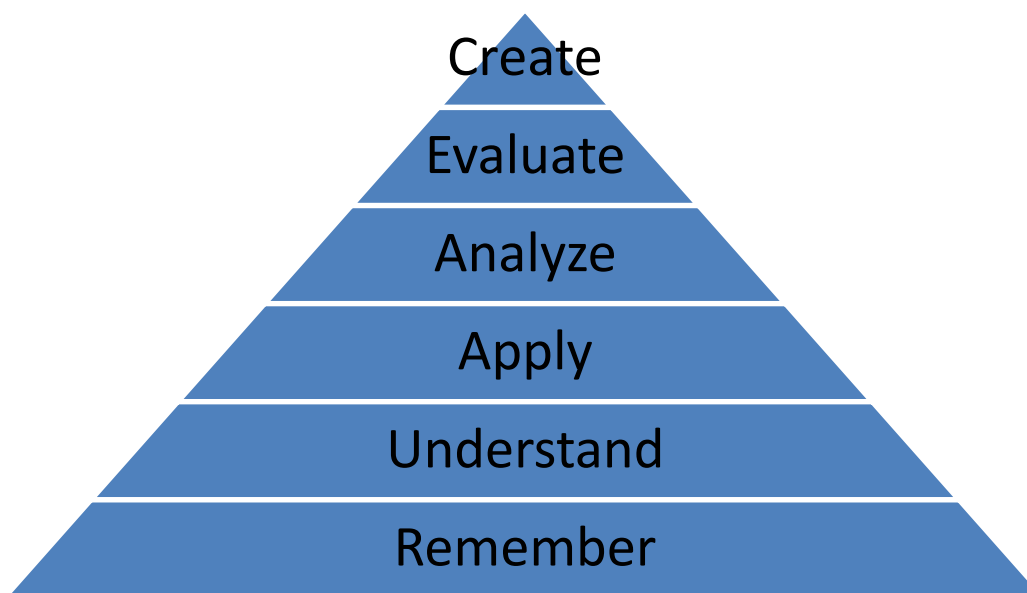 Create
Evaluate
Analyze
Apply
Understand
Remember